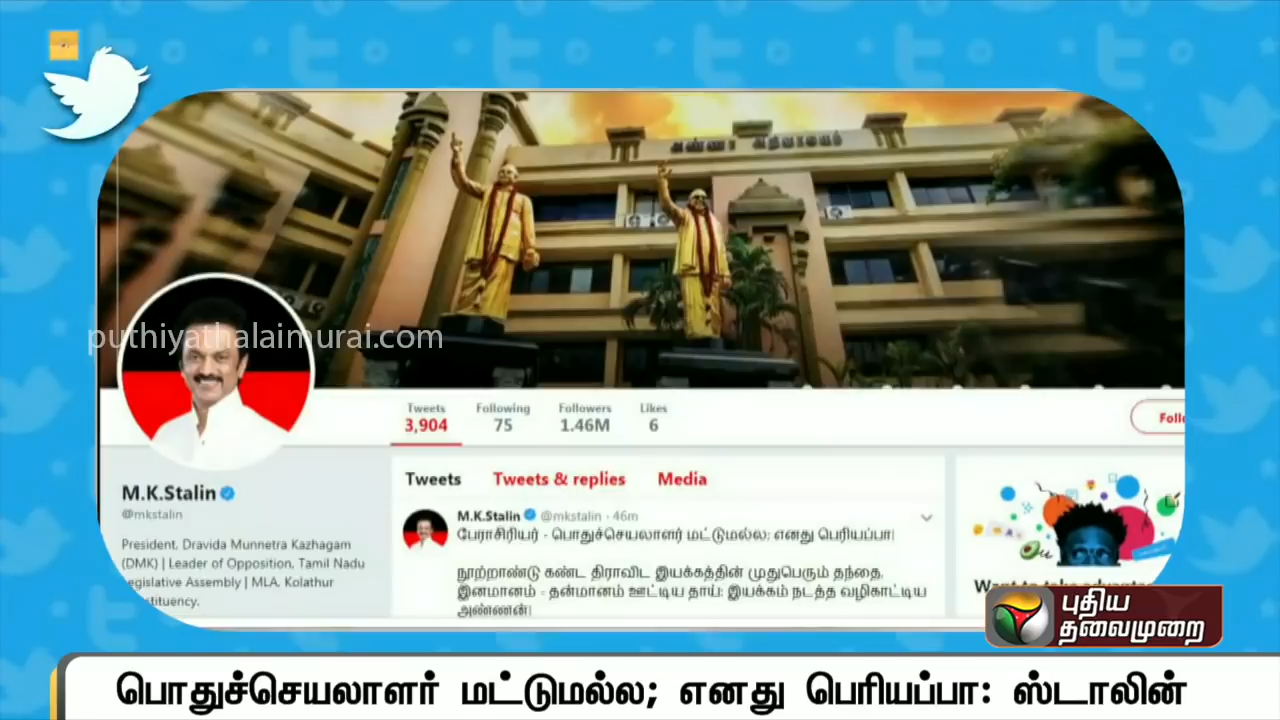 அண்ணா அறிவாலயம்
puthiyathalaimurai.com
Tweets Following Followers Likes
3,904 75 1.46M 6
Tweets Tweets & replies Media
M.K.Stalin
@mkstalin
President, Dravida Munnetra Kazhagam
(DMK) | Leader of Opposition, Tamil Nadu
egislative Assembly | MLA, Kolathur
stituency.
M.K.Stalin @mkstalin · 46m
பேராசிரியர் - பொதுச்செயலாளர் மட்டுமல்ல; எனது பெரியப்பா!
நூற்றாண்டு கண்ட திராவிட இயக்கத்தின் முதுபெரும் தந்தை,
இனமானம் - தன்மானம் ஊட்டிய தாய்; இயக்கம் நடத்த வழிகாட்டிய
அண்ணன்!
புதிய
தலைமுறை
பொதுச்செயலாளர் மட்டுமல்ல; எனது பெரியப்பா: ஸ்டாலின்